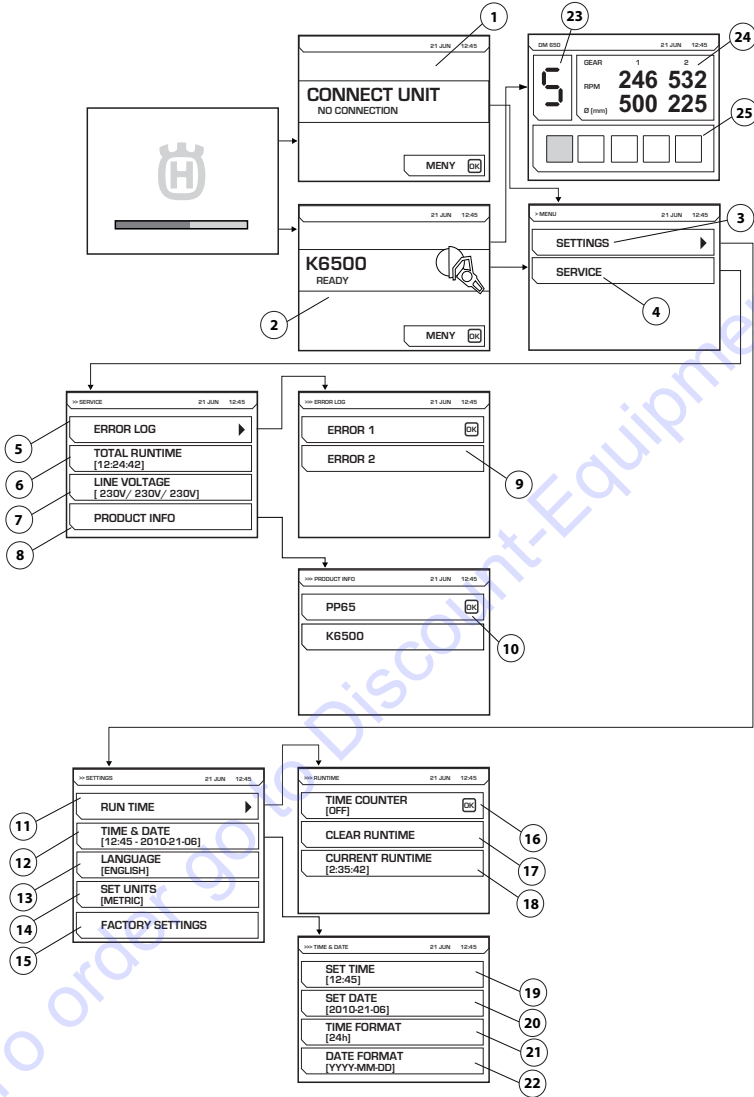 1
21 JUN 12:45
CONNECT UNIT
NO CONNECTION
MENY OK
23
24
DM 650 21 JUN 12:45
GEAR 1 2
RPM 246 532
Ø [mm] 500 225
5
25
H
21 JUN 12:45
K6500
READY
MENY OK
2
> MENU 21 JUN 12:45
SETTINGS
SERVICE
3
4
>> SERVICE 21 JUN 12:45
ERROR LOG
TOTAL RUNTIME
[12:24:42]
LINE VOLTAGE
[ 230V/ 230V/ 230V]
PRODUCT INFO
5
6
7
8
>>> ERROR LOG 21 JUN 12:45
ERROR 1 OK
ERROR 2
9
>>> PRODUCT INFO 21 JUN 12:45
PP65 OK
K6500
10
>> SETTINGS 21 JUN 12:45
RUN TIME
TIME & DATE
[12:45 - 2010-21-06]
LANGUAGE
[ENGLISH]
SET UNITS
[METRIC]
FACTORY SETTINGS
11
12
13
14
15
>>> RUNTIME 21 JUN 12:45
TIME COUNTER
[OFF] OK
CLEAR RUNTIME
CURRENT RUNTIME
[2:35:42]
16
17
18
>>> TIME & DATE 21 JUN 12:45
SET TIME
[12:45]
SET DATE
[2010-21-06]
TIME FORMAT
[24h]
DATE FORMAT
[YYYY-MM-DD]
19
20
21
22
To order go to Discount-Equipmen